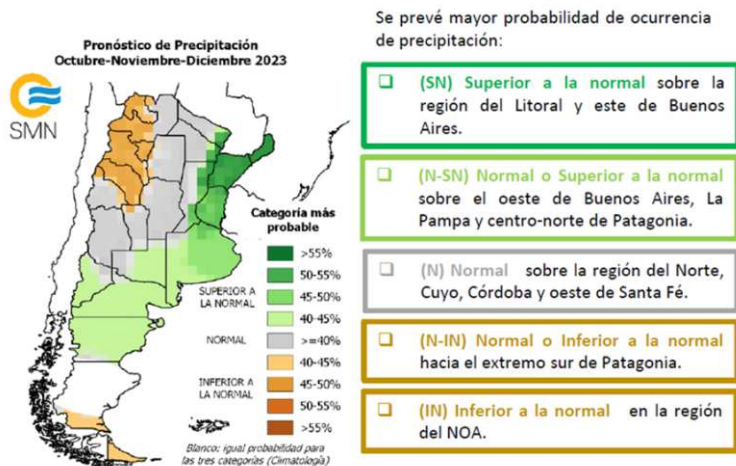 Pronóstico de Precipitación
Octubre-Noviembre-Diciembre 2023
SMN
Categoría más
probable
>55%
50-55%
SUPERIOR A
LA NORMAL
45-50%
40-45%
NORMAL
>=40%
40-45%
INFERIOR A
LA NORMAL
45-50%
50-55%
>55%
Blanco: igual probabilidad para
las tres categorías (Climatología)
Se prevé mayor probabilidad de ocurrencia
de precipitación:
(SN) Superior a la normal sobre la
región del Litoral y este de Buenos
Aires.
(N-SN) Normal o Superior a la normal
sobre el oeste de Buenos Aires, La
Pampa y centro-norte de Patagonia.
(N) Normal sobre la región del Norte,
Cuyo, Córdoba y oeste de Santa Fé.
(N-IN) Normal o Inferior a la normal
hacia el extremo sur de Patagonia.
(IN) Inferior a la normal en la región
del NOA.